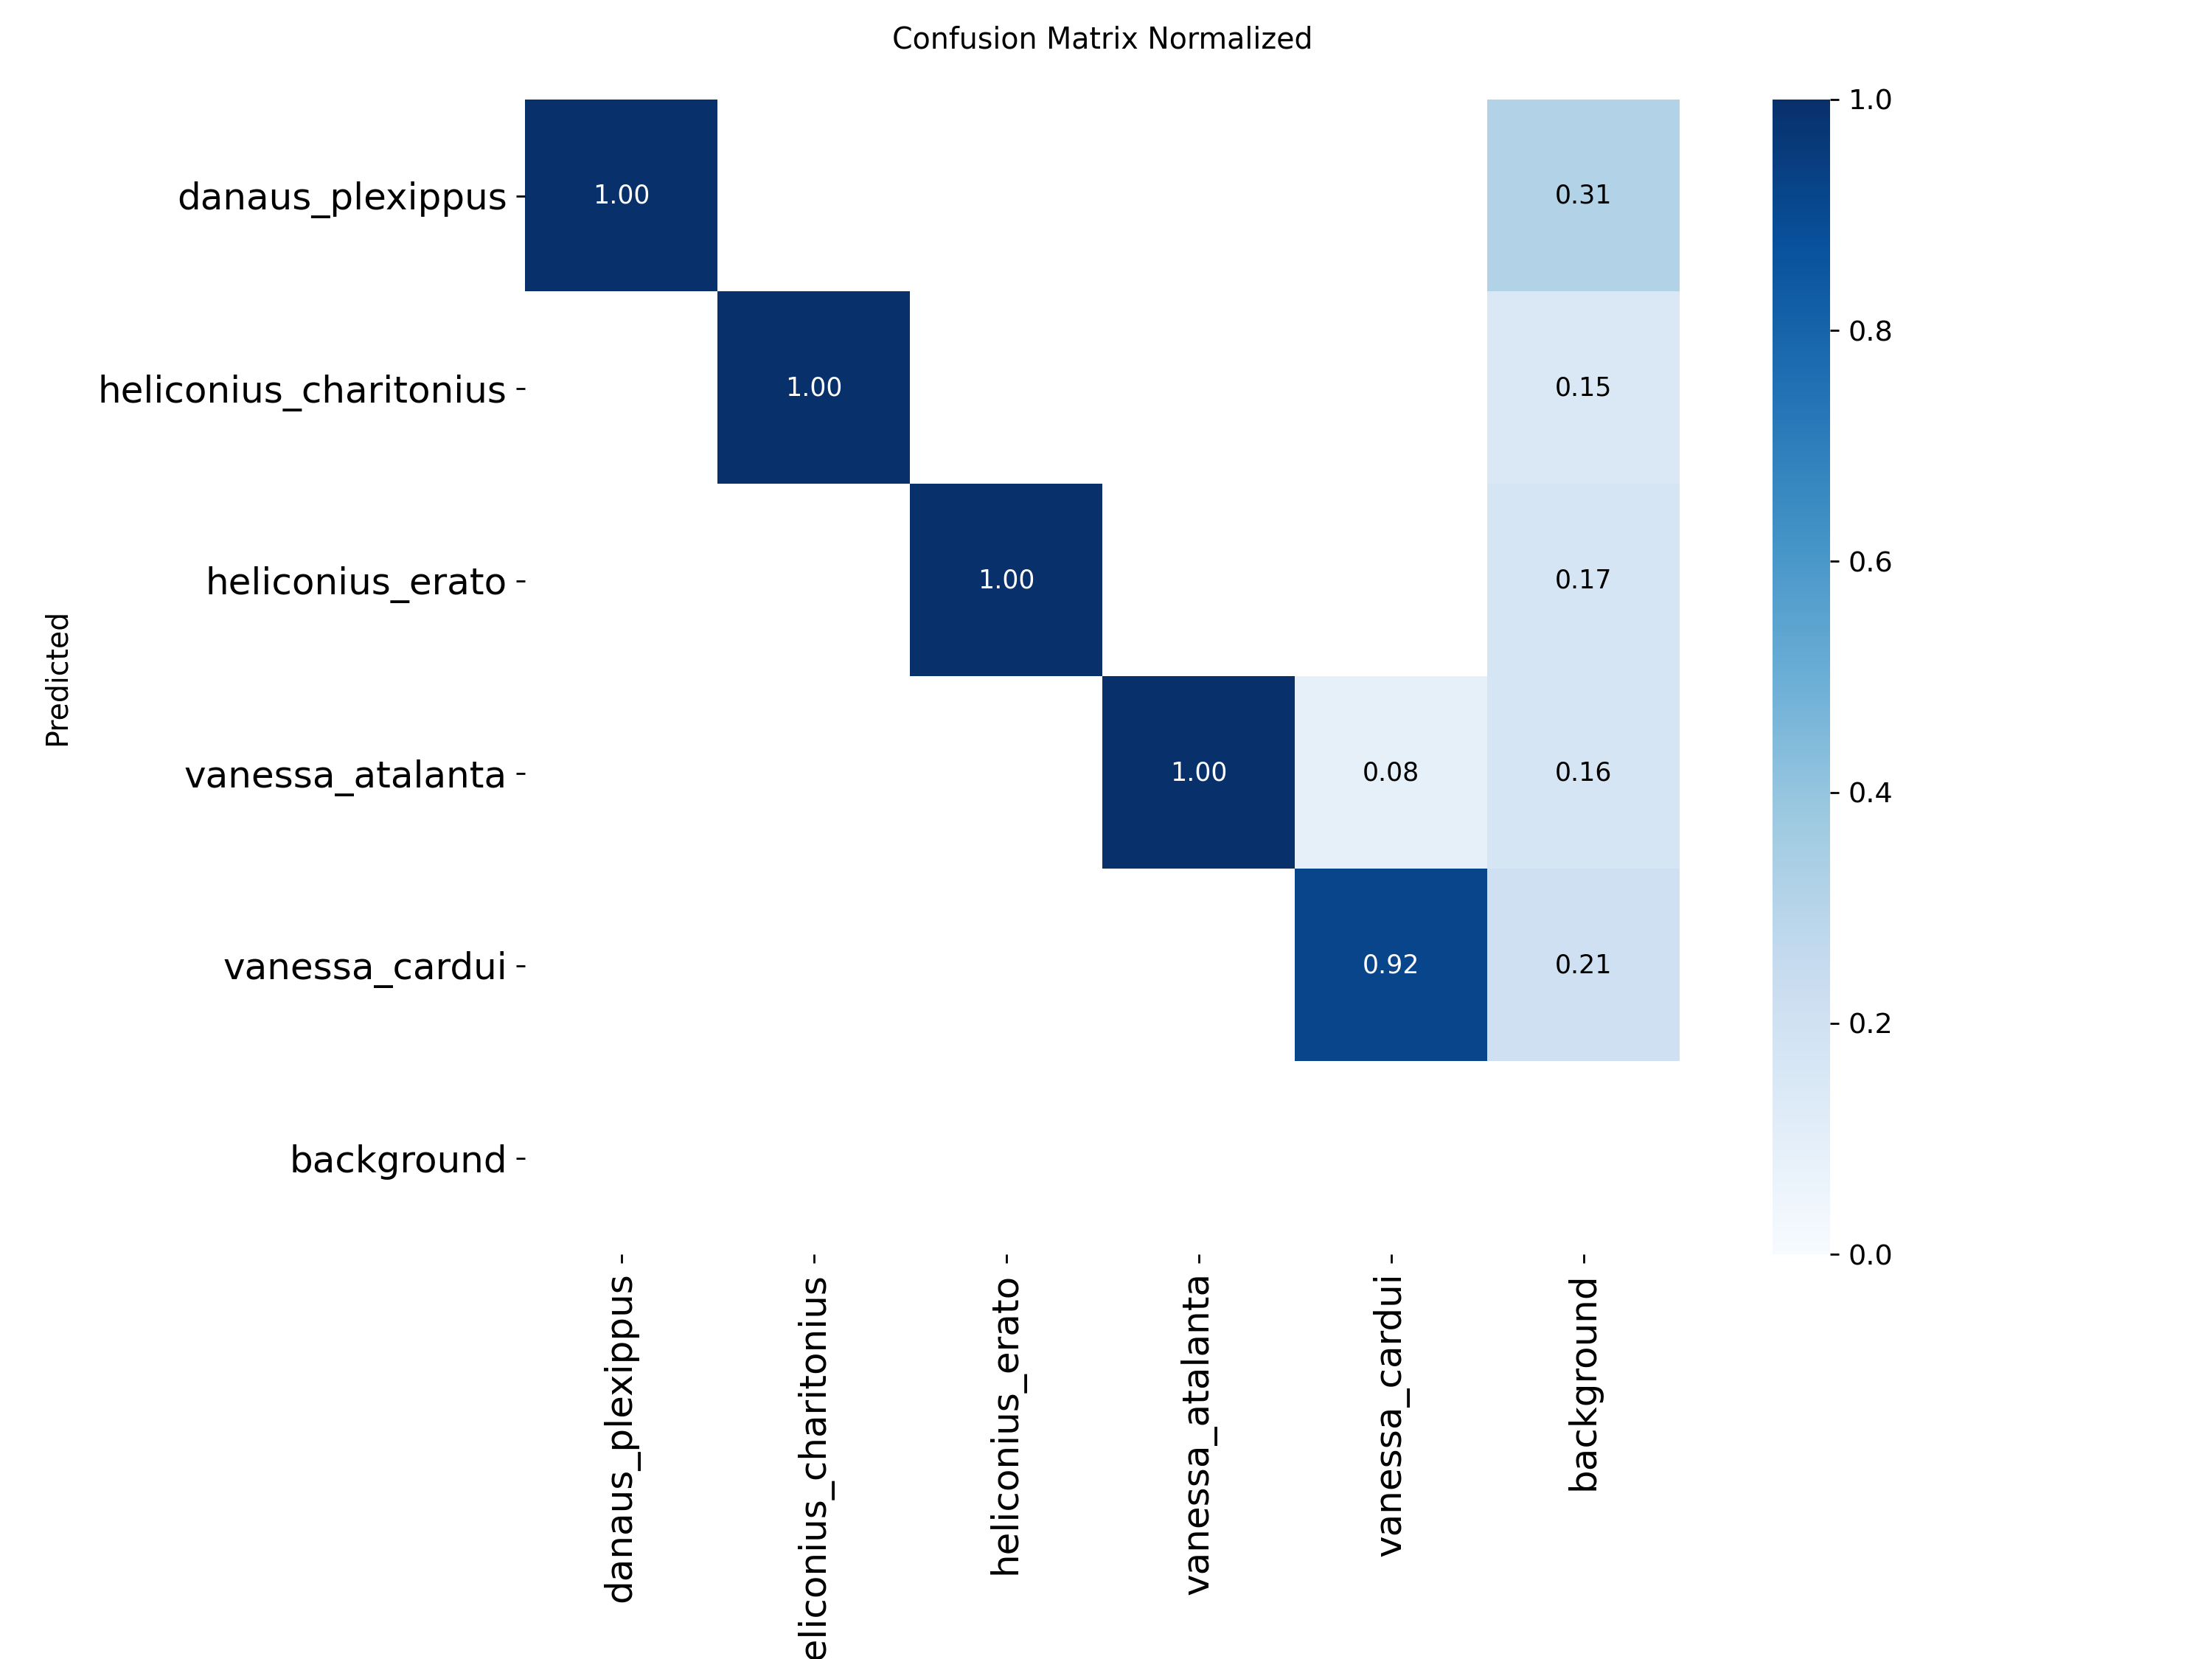 Confusion Matrix Normalized
danaus_plexippus
1.00
0.31
heliconius_charitonius
1.00
0.15
heliconius_erato
1.00
0.17
vanessa_atalanta
1.00
0.08
0.16
vanessa_cardui
0.92
0.21
background
Predicted
danaus_plexippus
eliconius_charitonius
heliconius_erato
vanessa_atalanta
vanessa_cardui
background
1.0
0.8
0.6
0.4
0.2
0.0